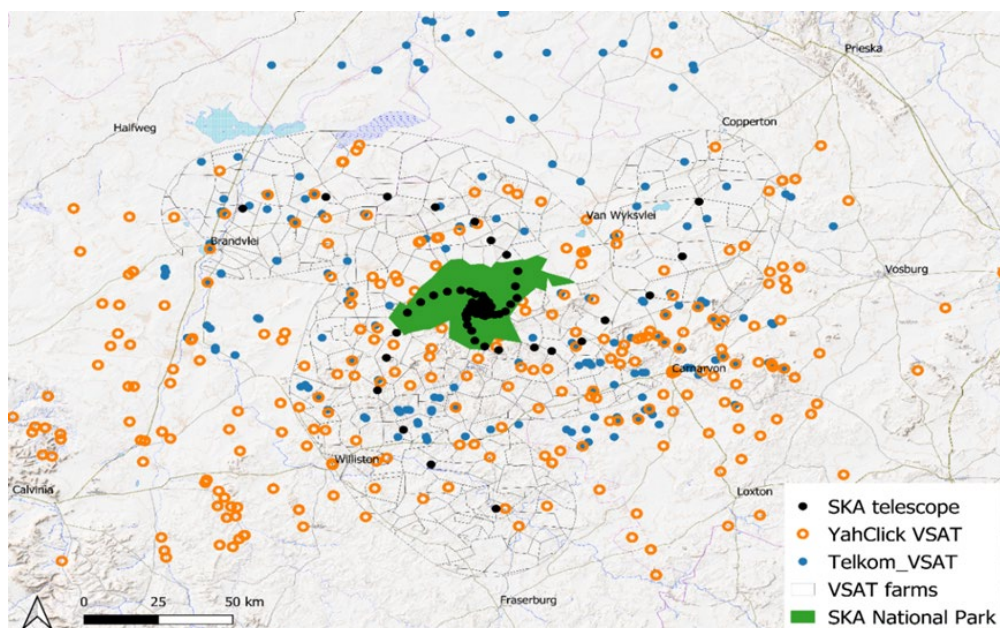 Prieska
Copperton
Halfweg
Van Wyksvlei
Brandvlei
Vosburg
Carnarvon
Williston
Calvinia
Loxton
SKA telescope
YahClick VSAT
Telkom_VSAT
VSAT farms
SKA National Park
0 25 50 km
Fraserburg